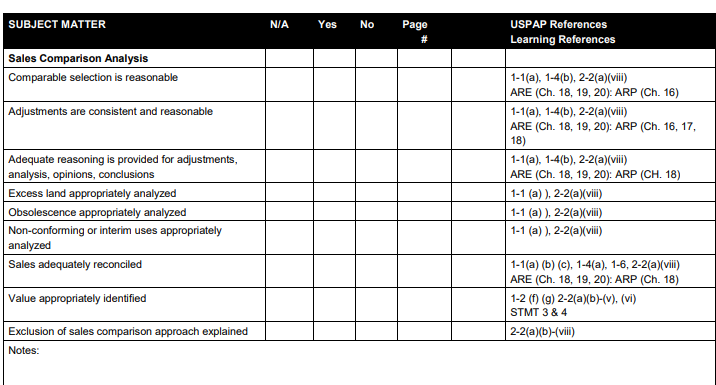 SUBJECT MATTER N/A Yes No Page # USPAP References Learning References
Sales Comparison Analysis
Comparable selection is reasonable 1-1(a), 1-4(b), 2-2(a)(viii)
ARE (Ch. 18, 19, 20): ARP (Ch. 16)
Adjustments are consistent and reasonable 1-1(a), 1-4(b), 2-2(a)(viii)
ARE (Ch. 18, 19, 20): ARP (Ch. 16, 17,
18)
Adequate reasoning is provided for adjustments, 1-1(a), 1-4(b), 2-2(a)(viii)
analysis, opinions, conclusions ARE (Ch. 18, 19, 20): ARP (CH. 18)
Excess land appropriately analyzed 1-1 (a) ), 2-2(a)(viii)
Obsolescence appropriately analyzed 1-1 (a) ), 2-2(a)(viii)
Non-conforming or interim uses appropriately 1-1 (a) ), 2-2(a)(viii)
analyzed
Sales adequately reconciled 1-1(a) (b) (c), 1-4(a), 1-6, 2-2(a)(viii)
ARE (Ch. 18, 19, 20): ARP (Ch. 18)
Value appropriately identified 1-2 (f) (g) 2-2(a)(b)-(v), (vi)
STMT 3 & 4
Exclusion of sales comparison approach explained 2-2(a)(b)-(viii)
Notes: